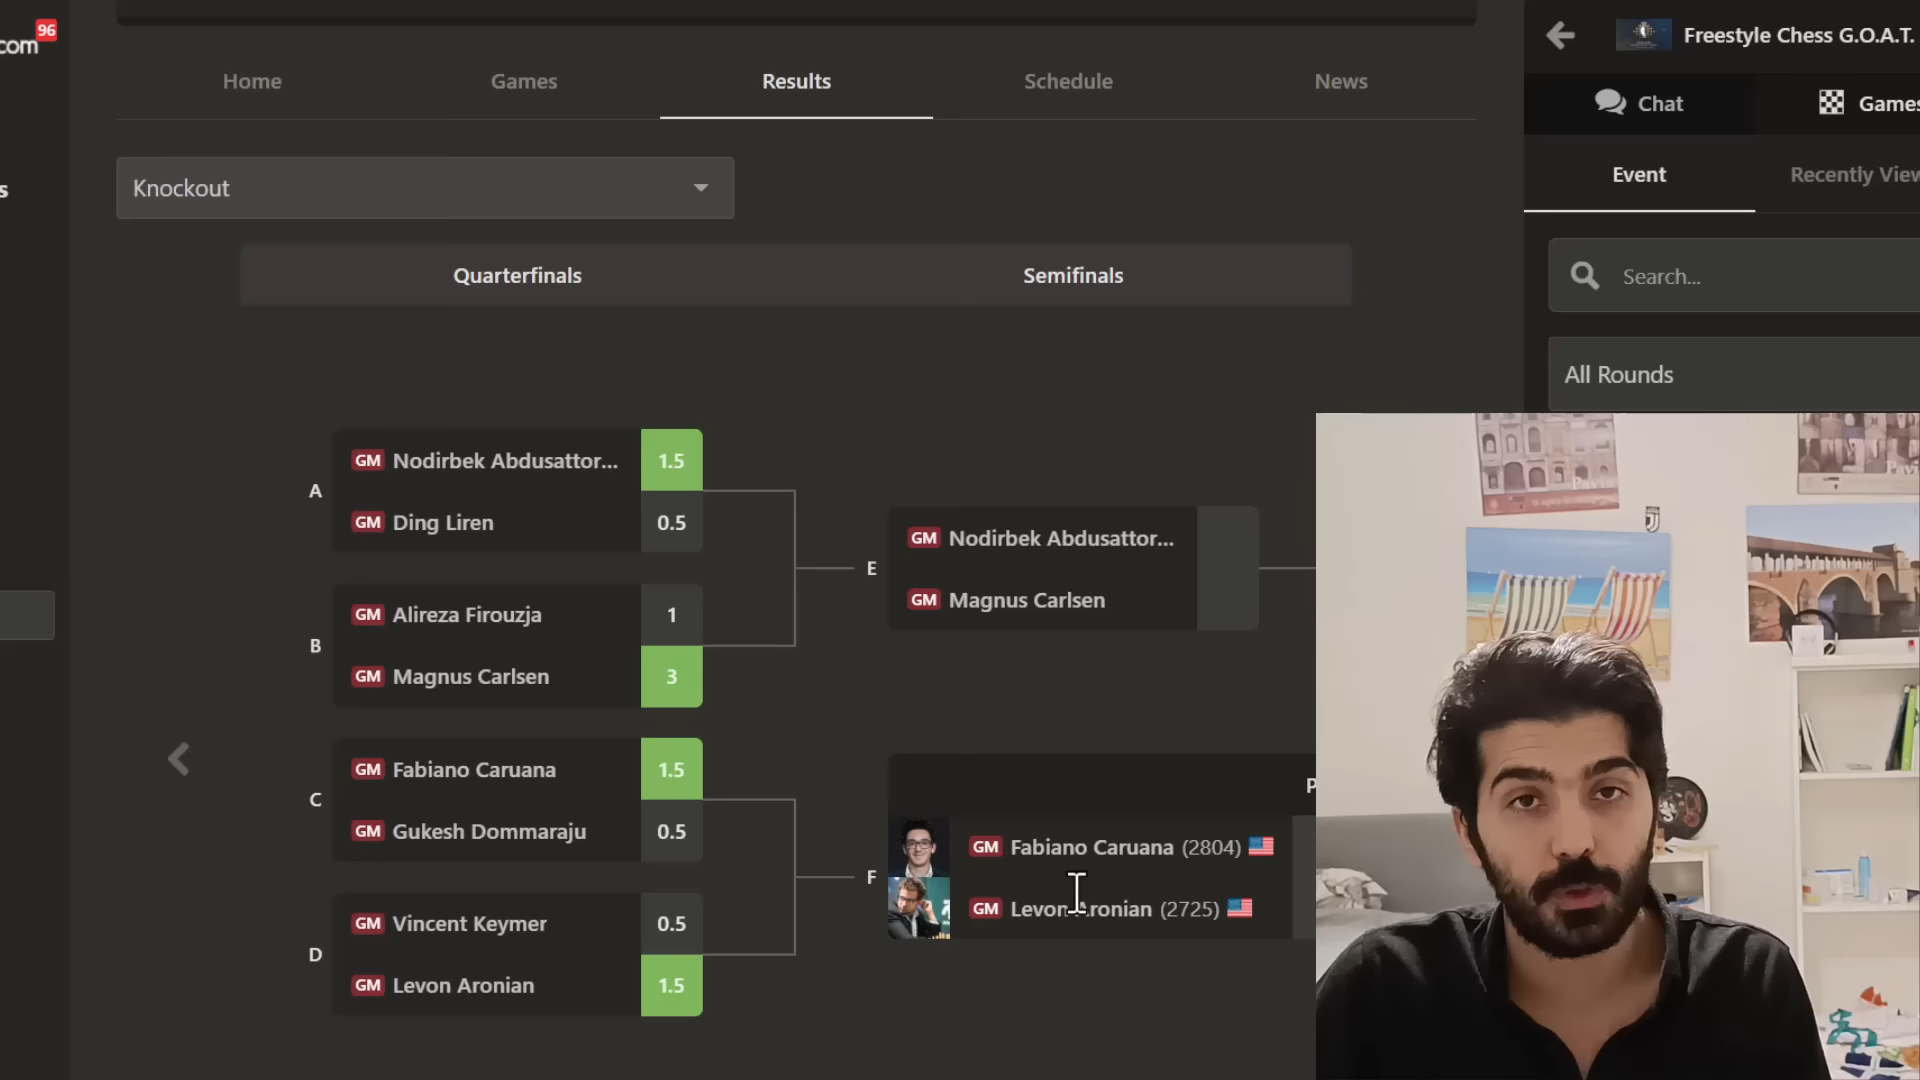 com
96
Home
Games
Results
Schedule
News
Knockout
Quarterfinals
Semifinals
A
GM Nodirbek Abdusattor... 1.5
GM Ding Liren 0.5
B
GM Alireza Firouzja 1
GM Magnus Carlsen 3
C
GM Fabiano Caruana 1.5
GM Gukesh Dommaraju 0.5
D
GM Vincent Keymer 0.5
GM Levon Aronian 1.5
E
GM Nodirbek Abdusattor...
GM Magnus Carlsen
F
P
GM Fabiano Caruana (2804)
GM Levon Aronian (2725)
Freestyle Chess G.O.A.T.
Chat
Games
Event
Recently View
Search...
All Rounds